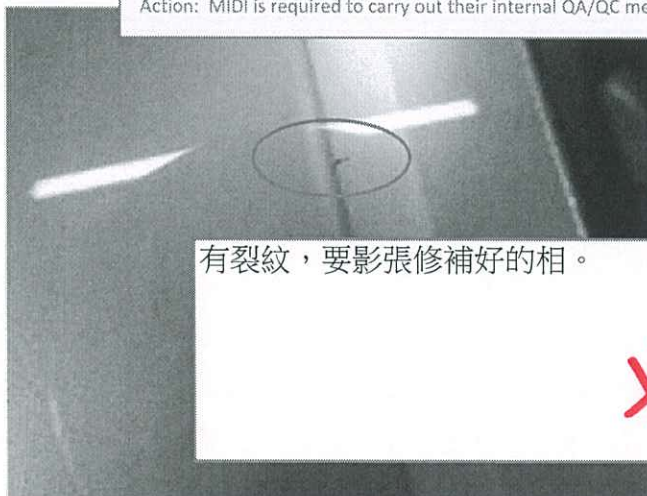 Action: MIDI is required to carry out their internal QA/QC me
有裂紋，要影張修補好的相。